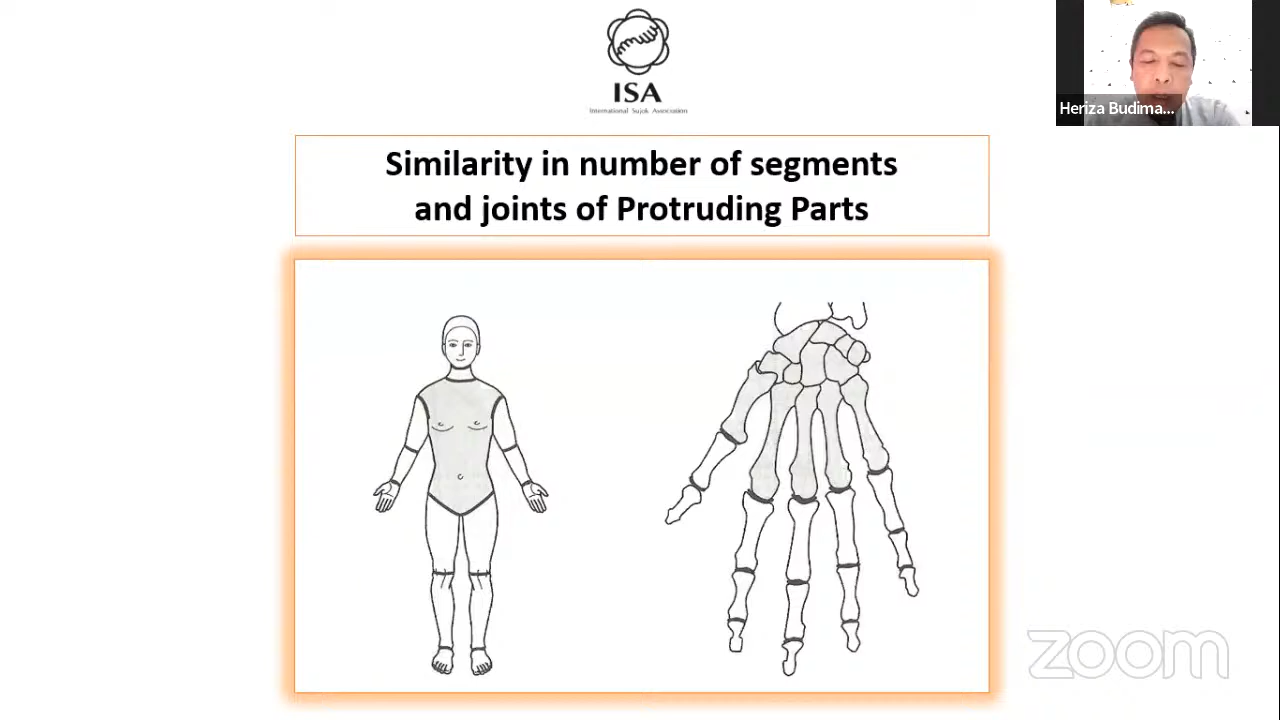 ISA
International Sujok Association
Heriza Budima...
Similarity in number of segments
and joints of Protruding Parts
zoom